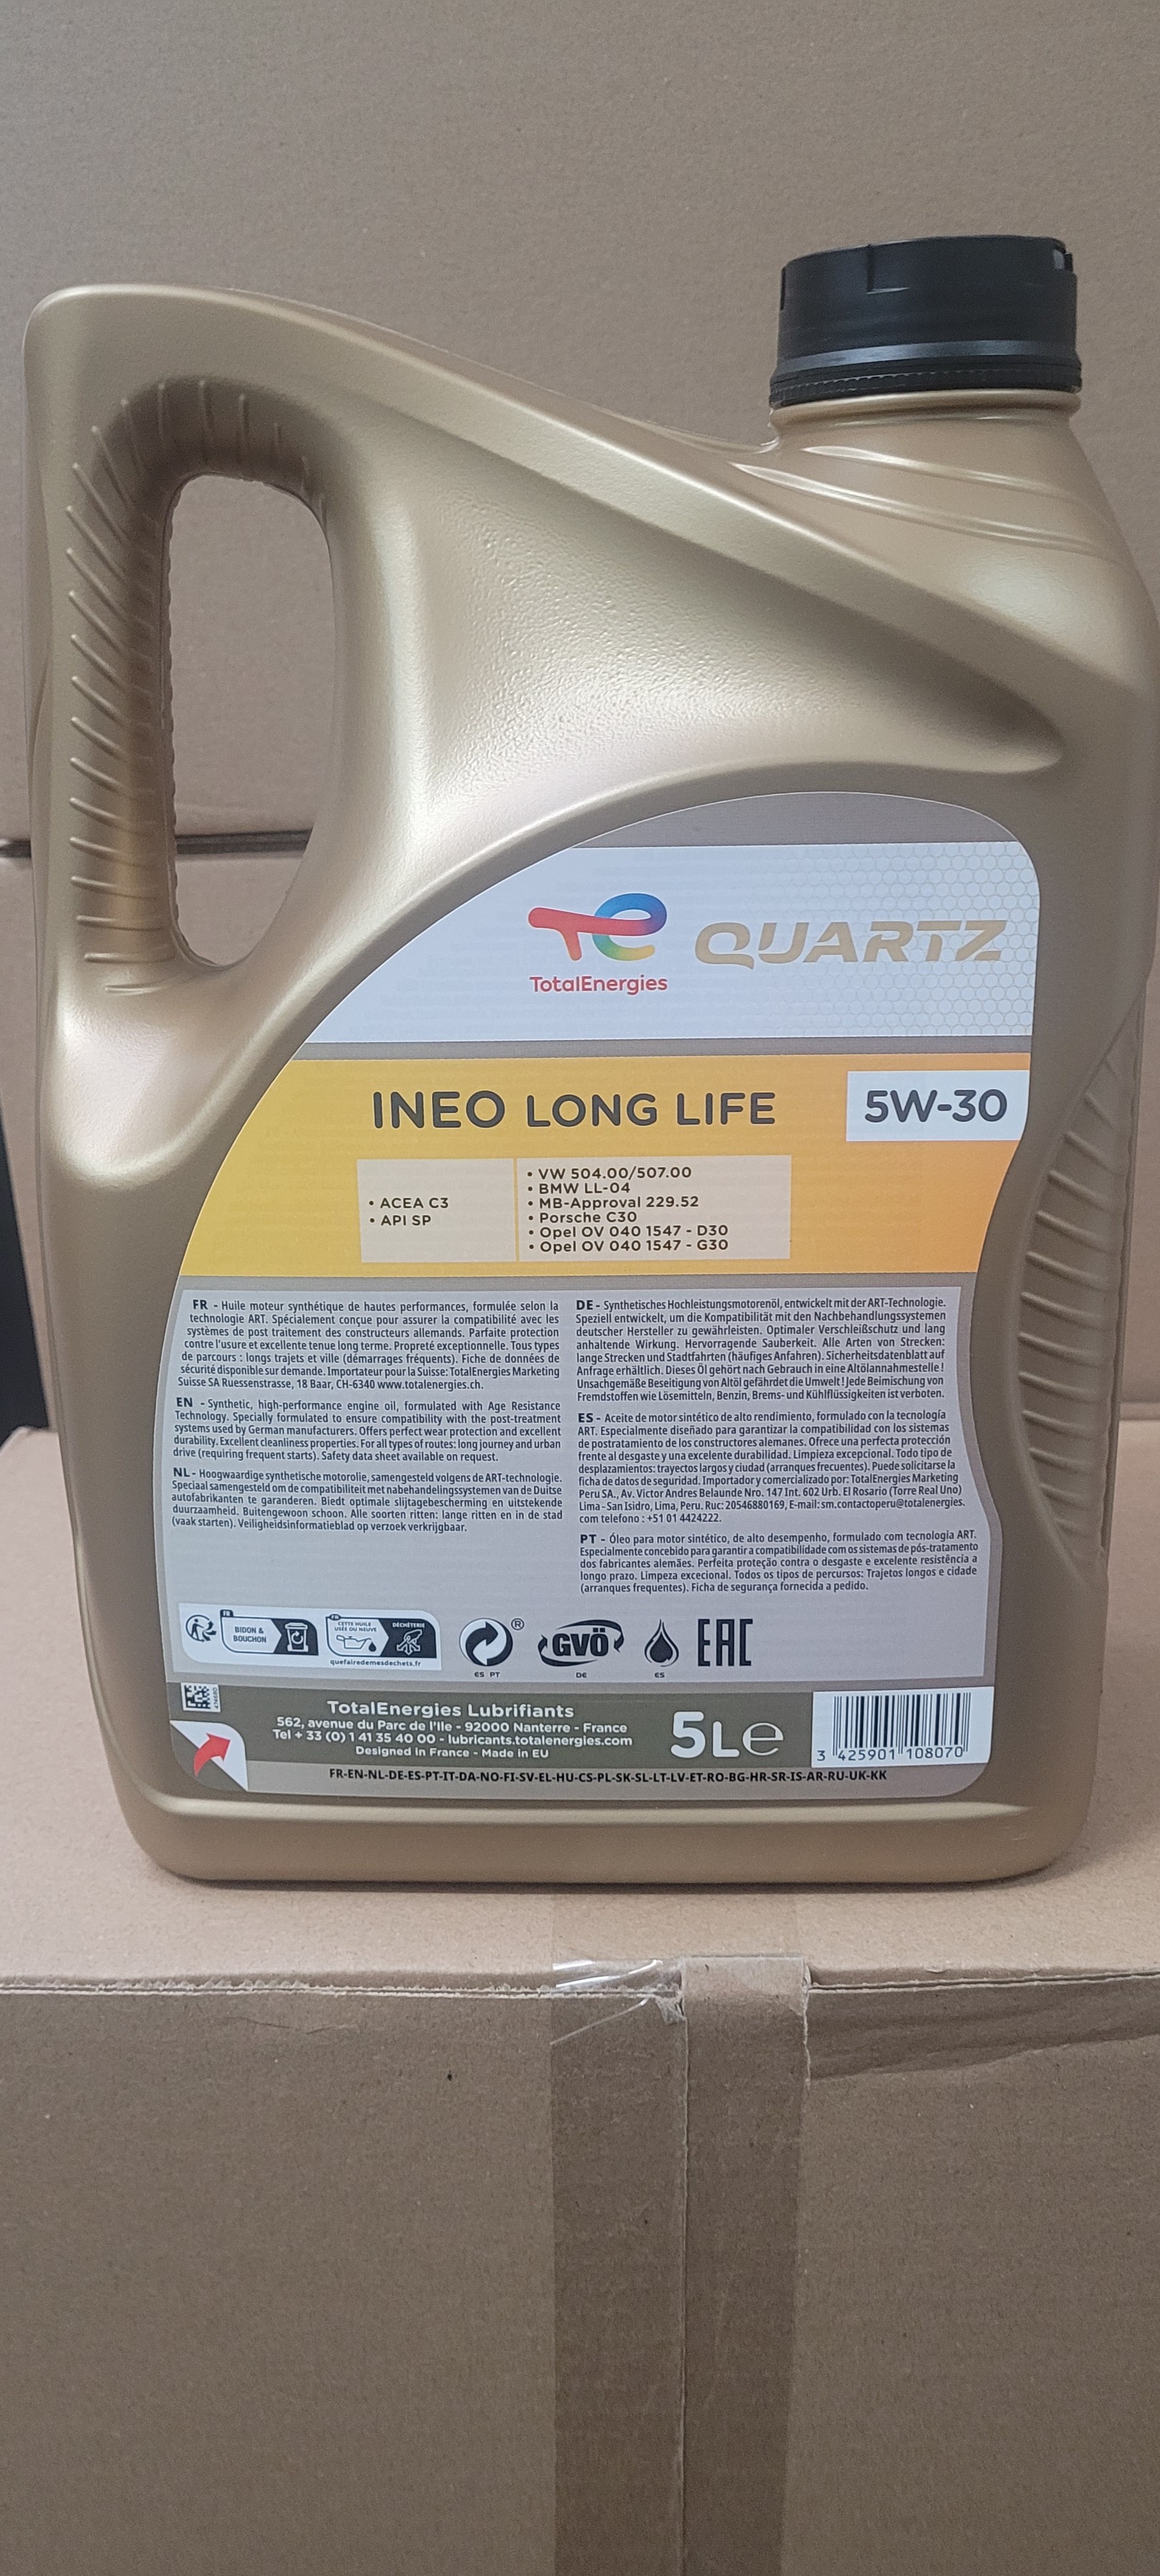 TotalEnergies
QUARTZ
INEO LONG LIFE
5W-30
• ACEA C3
• API SP
• VW 504.00/507.00
• BMW LL-04
• MB-Approval 229.52
• Porsche C30
• Opel OV 040 1547 - D30
• Opel OV 040 1547 - G30
FR - Huile moteur synthétique de hautes performances, formulée selon la
technologie ART. Spécialement conçue pour assurer la compatibilité avec les
systèmes de post traitement des constructeurs allemands. Parfaite protection
contre l'usure et excellente tenue long terme. Propreté exceptionnelle. Tous types
de parcours : longs trajets et ville (démarrages fréquents). Fiche de données de
sécurité disponible sur demande. Importateur pour la Suisse: TotalEnergies Marketing
Suisse SA Ruessenstrasse, 18 Baar, CH-6340 www.totalenergies.ch.
EN - Synthetic, high-performance engine oil, formulated with Age Resistance
Technology. Specially formulated to ensure compatibility with the post-treatment
systems used by German manufacturers. Offers perfect wear protection and excellent
durability. Excellent cleanliness properties. For all types of routes: long journey and urban
drive (requiring frequent starts). Safety data sheet available on request.
NL - Hoogwaardige synthetische motorolie, samengesteld volgens de ART-technologie.
Speciaal samengesteld om de compatibiliteit met nabehandelingssystemen van de Duitse
autofabrikanten te garanderen. Biedt optimale slijtagebescherming en uitstekende
duurzaamheid. Buitengewoon schoon. Alle soorten ritten: lange ritten en in de stad
(vaak starten). Veiligheidsinformatieblad op verzoek verkrijgbaar.
DE - Synthetisches Hochleistungsmotorenöl, entwickelt mit der ART-Technologie.
Speziell entwickelt, um die Kompatibilität mit den Nachbehandlungssystemen
deutscher Hersteller zu gewährleisten. Optimaler Verschleißschutz und lang
anhaltende Wirkung. Hervorragende Sauberkeit. Alle Arten von Strecken:
lange Strecken und Stadtfahrten (häufiges Anfahren). Sicherheitsdatenblatt auf
Anfrage erhältlich. Dieses Öl gehört nach Gebrauch in eine Altölannahmestelle!
Unsachgemäße Beseitigung von Altöl gefährdet die Umwelt! Jede Beimischung von
Fremdstoffen wie Lösemitteln, Benzin, Brems- und Kühlflüssigkeiten ist verboten.
ES - Aceite de motor sintético de alto rendimiento, formulado con la tecnología
ART. Especialmente diseñado para garantizar la compatibilidad con los sistemas
de postratamiento de los constructores alemanes. Ofrece una perfecta protección
frente al desgaste y una excelente durabilidad. Limpieza excepcional. Todo tipo de
desplazamientos: trayectos largos y ciudad (arranques frecuentes). Puede solicitarse la
ficha de datos de seguridad. Importador y comercializado por: TotalEnergies Marketing
Peru SA., Av. Victor Andres Belaunde Nro. 147 Int. 602 Urb. El Rosario (Torre Real Uno)
Lima - San Isidro, Lima, Peru. Ruc: 20546880169, E-mail: sm.contactoperu@totalenergies.
com telefono : +51 01 4424222.
PT - Óleo para motor sintético, de alto desempenho, formulado com tecnologia ART.
Especialmente concebido para garantir a compatibilidade com os sistemas de pós-tratamento
dos fabricantes alemães. Perfeita proteção contra o desgaste e excelente resistência a
longo prazo. Limpeza excecional. Todos os tipos de percursos: Trajetos longos e cidade
(arranques frequentes). Ficha de segurança fornecida a pedido.
FR
BIDON &
BOUCHON
FR
CETTE HUILE
USÉE OU NEUVE
DÉCHÈTERIE
quefairedemesdechets.fr
®
ES PT
GVÖ
DE
ES
EAC
TotalEnergies Lubrifiants
562, avenue du Parc de l'Ile - 92000 Nanterre - France
Tel + 33 (0) 1 41 35 40 00 - lubricants.totalenergies.com
Designed in France - Made in EU
5Le
3 425901 108070
FR-EN-NL-DE-ES-PT-IT-DA-NO-FI-SV-EL-HU-CS-PL-SK-SL-LT-LV-ET-RO-BG-HR-SR-IS-AR-RU-UK-KK